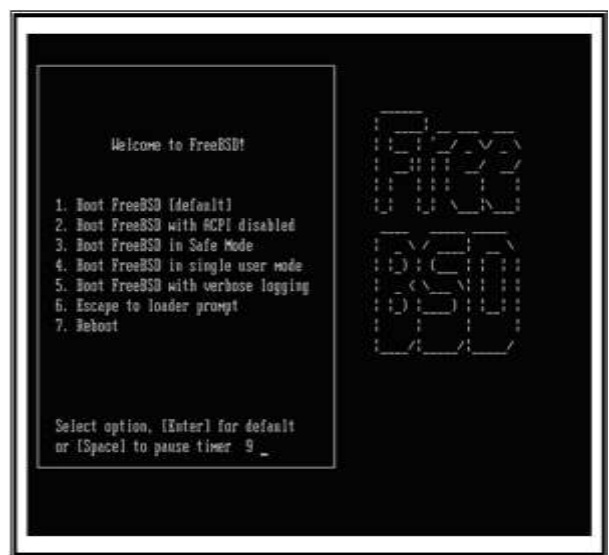 Welcome to FreeBSD!
1. Boot FreeBSD [default]
2. Boot FreeBSD with ACPI disabled
3. Boot FreeBSD in Safe Mode
4. Boot FreeBSD in single user mode
5. Boot FreeBSD with verbose logging
6. Escape to loader prompt
7. Reboot
Select option, [Enter] for default
or [Space] to pause timer 9 _
Free
BSD